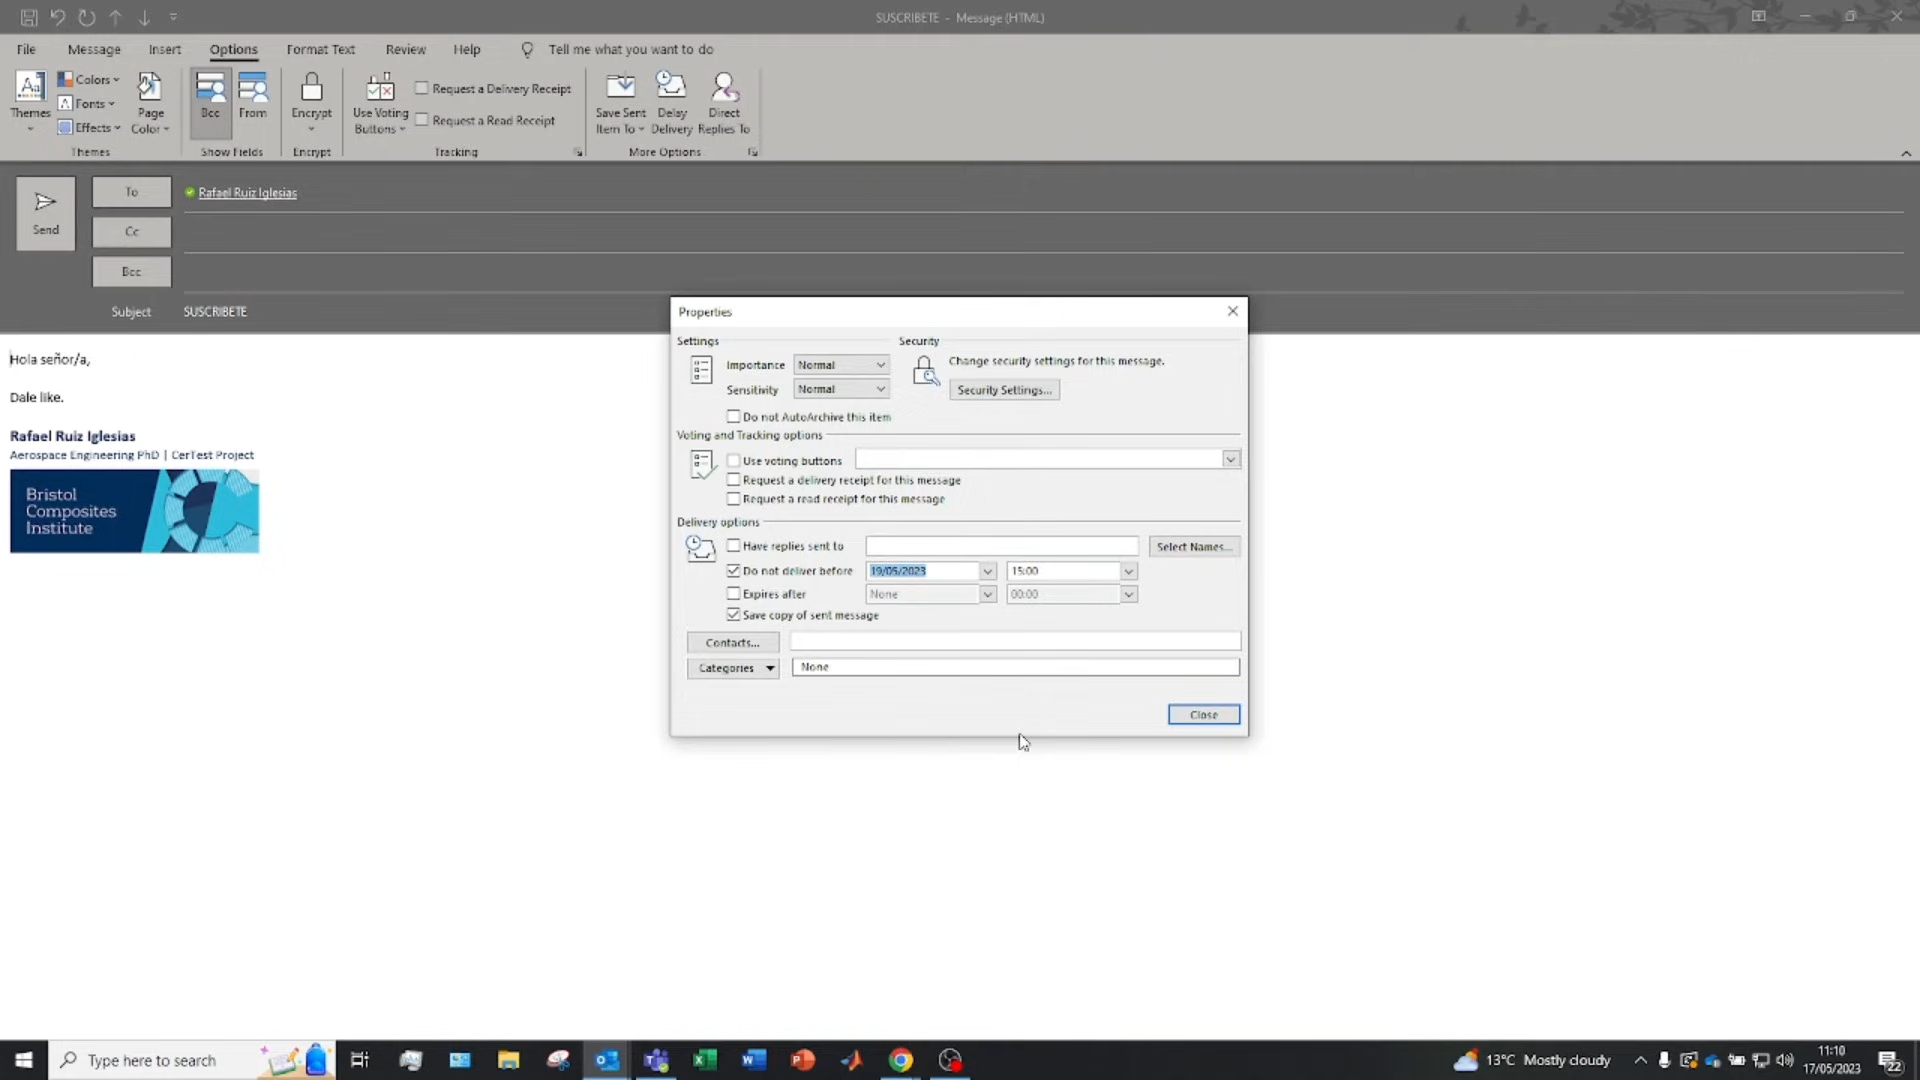 SUSCRIBETE - Message (HTML)
File Message Insert Options Format Text Review Help Tell me what you want to do
Themes Colors Fonts Effects Page Color
Bcc From
Encrypt
Use Voting Buttons
Request a Delivery Receipt
Request a Read Receipt
Save Sent Item To
Delay Delivery
Direct Replies To
Themes Show Fields Encrypt Tracking More Options
Send
To Rafael Ruiz Iglesias
Cc
Bcc
Subject SUSCRIBETE
Hola señor/a,
Dale like.
Rafael Ruiz Iglesias
Aerospace Engineering PhD | CerTest Project
Bristol
Composites
Institute
Properties
Settings Security
Importance Normal Change security settings for this message.
Sensitivity Normal Security Settings...
Do not AutoArchive this item
Voting and Tracking options
Use voting buttons
Request a delivery receipt for this message
Request a read receipt for this message
Delivery options
Have replies sent to Select Names...
Do not deliver before 19/05/2023 15:00
Expires after None 00:00
Save copy of sent message
Contacts...
Categories None
Close
Type here to search
13°C Mostly cloudy
11:10
17/05/2023
22